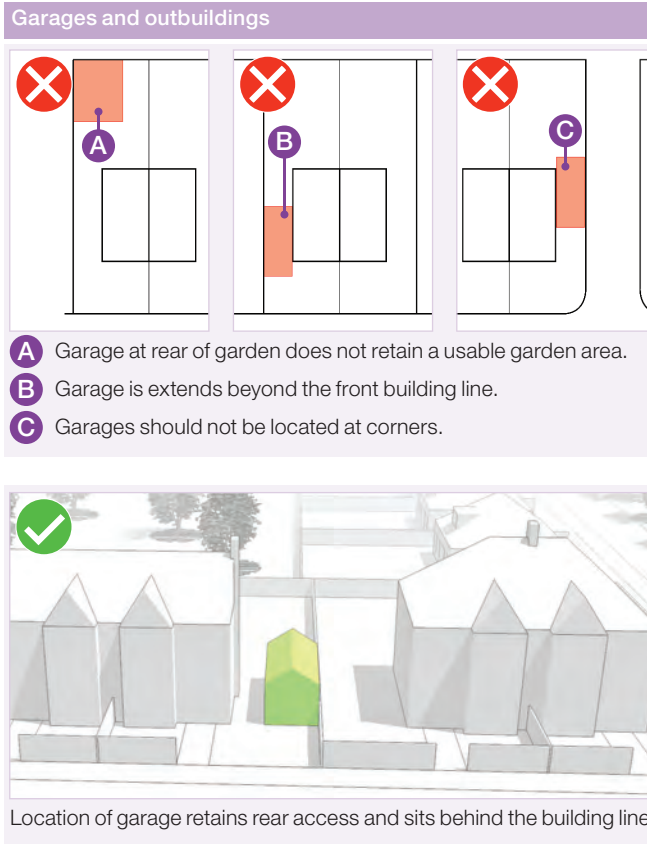 Garages and outbuildings
A
B
C
A Garage at rear of garden does not retain a usable garden area.
B Garage is extends beyond the front building line.
C Garages should not be located at corners.
Location of garage retains rear access and sits behind the building line